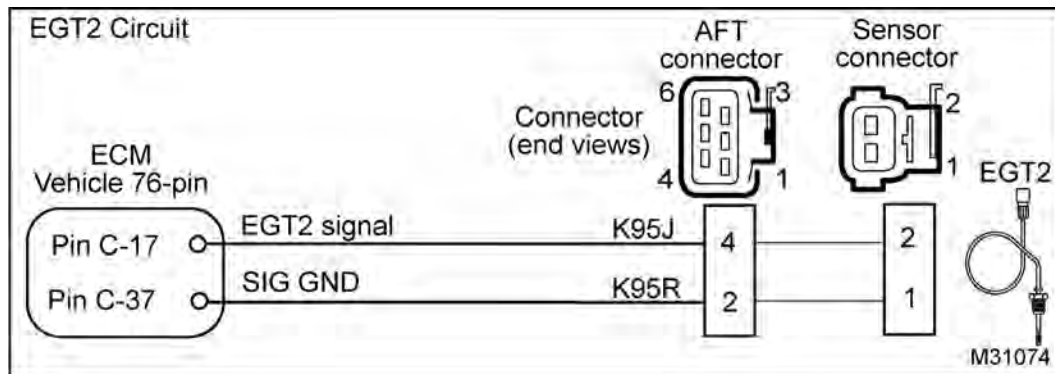 EGT2 Circuit
AFT
connector
Sensor
connector
6
3
2
Connector
(end views)
4
1
1
EGT2
ECM
Vehicle 76-pin
Pin C-17
EGT2 signal
K95J
4
2
Pin C-37
SIG GND
K95R
2
1
M31074